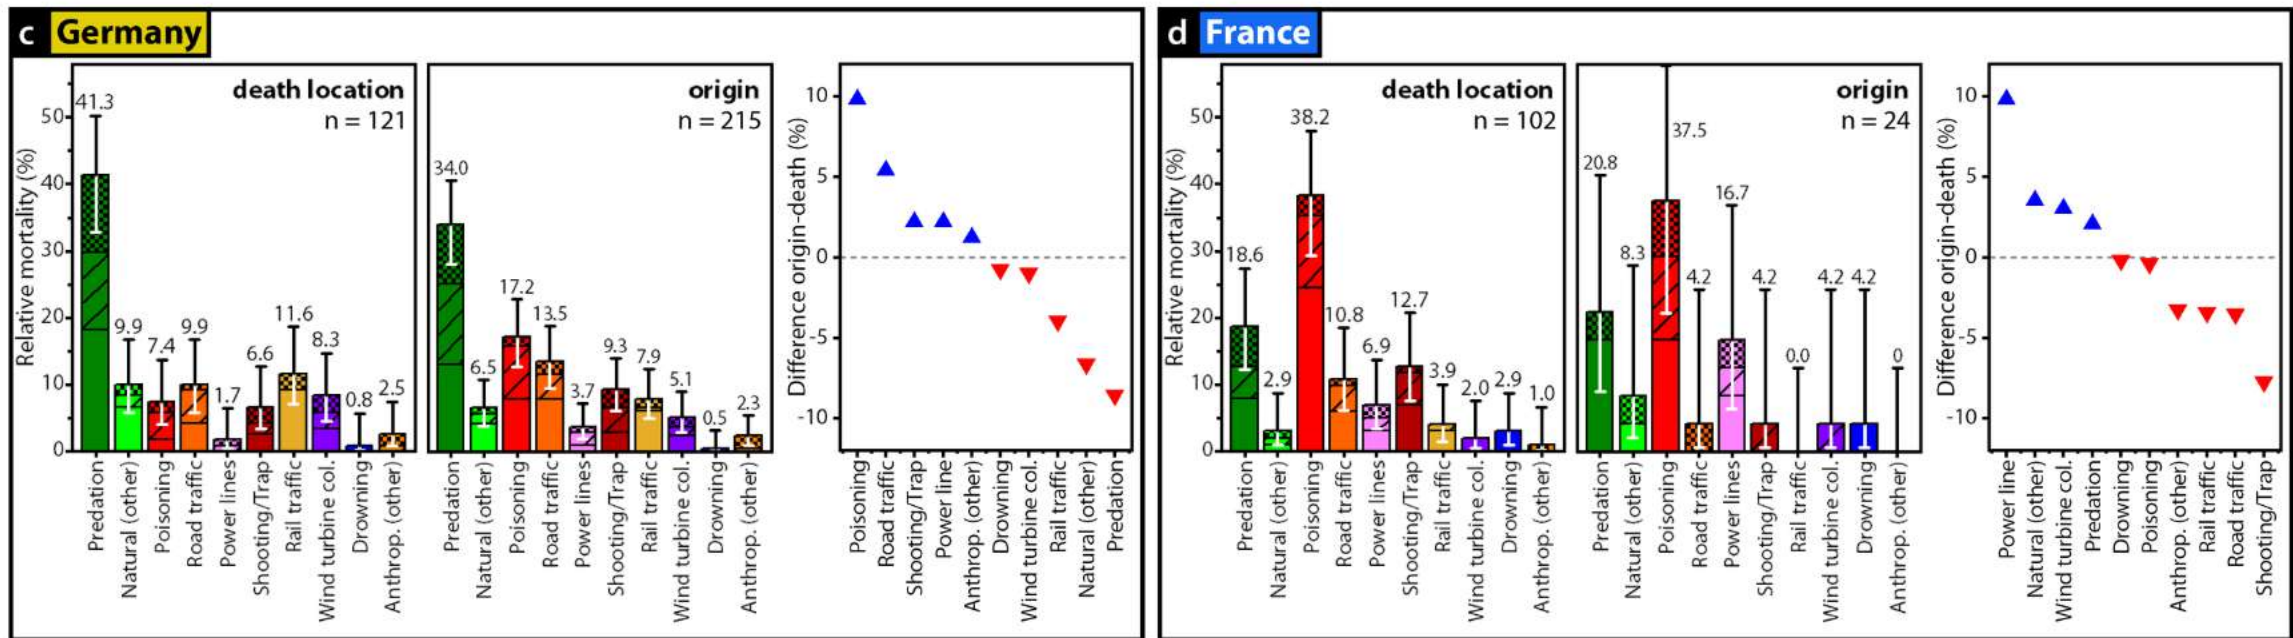 c Germany
Relative mortality (%)
50
40
30
20
10
0
death location
n = 121
41.3
9.9
7.4
9.9
1.7
6.6
11.6
8.3
0.8
2.5
Predation
Natural (other)
Poisoning
Road traffic
Power lines
Shooting/Trap
Rail traffic
Wind turbine col.
Drowning
Anthrop. (other)
origin
n = 215
34.0
6.5
17.2
13.5
3.7
9.3
7.9
5.1
0.5
2.3
Predation
Natural (other)
Poisoning
Road traffic
Power lines
Shooting/Trap
Rail traffic
Wind turbine col.
Drowning
Anthrop. (other)
Difference origin-death (%)
10
5
0
-5
-10
Poisoning
Road traffic
Shooting/Trap
Power line
Anthrop. (other)
Drowning
Wind turbine col.
Rail traffic
Natural (other)
Predation
d France
Relative mortality (%)
50
40
30
20
10
0
death location
n = 102
18.6
2.9
38.2
10.8
6.9
12.7
3.9
2.0
2.9
1.0
Predation
Natural (other)
Poisoning
Road traffic
Power lines
Shooting/Trap
Rail traffic
Wind turbine col.
Drowning
Anthrop. (other)
origin
n = 24
20.8
8.3
37.5
4.2
16.7
4.2
0.0
4.2
4.2
0
Predation
Natural (other)
Poisoning
Road traffic
Power lines
Shooting/Trap
Rail traffic
Wind turbine col.
Drowning
Anthrop. (other)
Difference origin-death (%)
10
5
0
-5
-10
Power line
Natural (other)
Wind turbine col.
Predation
Drowning
Poisoning
Anthrop. (other)
Rail traffic
Road traffic
Shooting/Trap